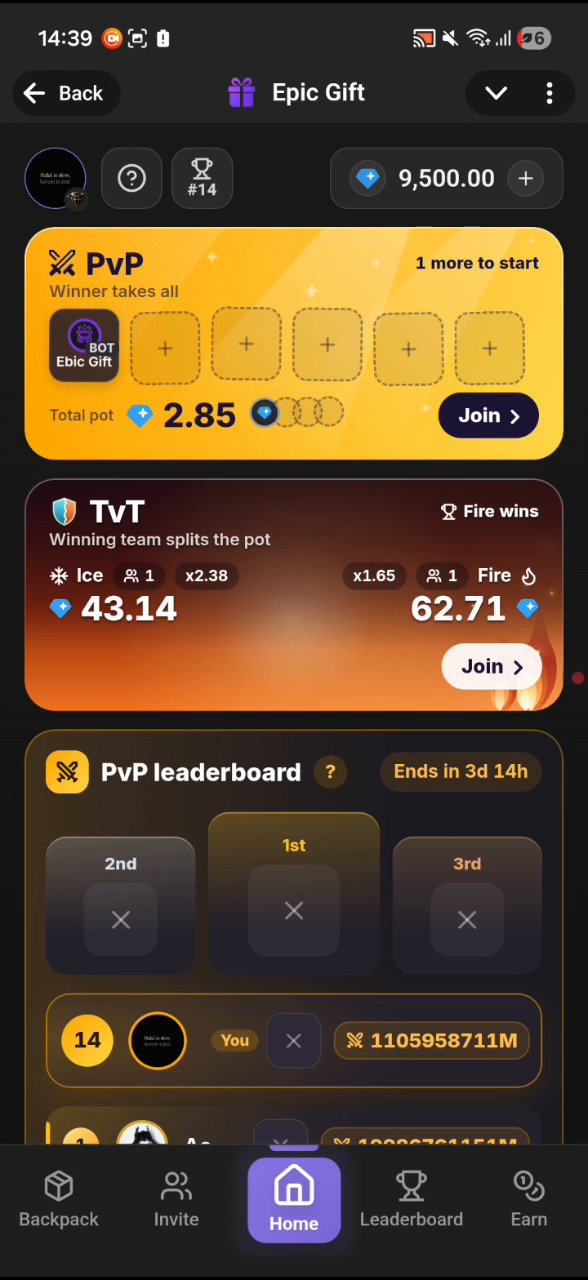 14:39
6
Back
Epic Gift
#14
9,500.00
PvP
1 more to start
Winner takes all
BOT
Ebic Gift
Total pot 2.85
Join
TvT
Fire wins
Winning team splits the pot
Ice 1 x2.38
x1.65 1 Fire
43.14
62.71
Join
PvP leaderboard ?
Ends in 3d 14h
2nd
1st
3rd
14
You
1105958711M
Backpack
Invite
Home
Leaderboard
Earn